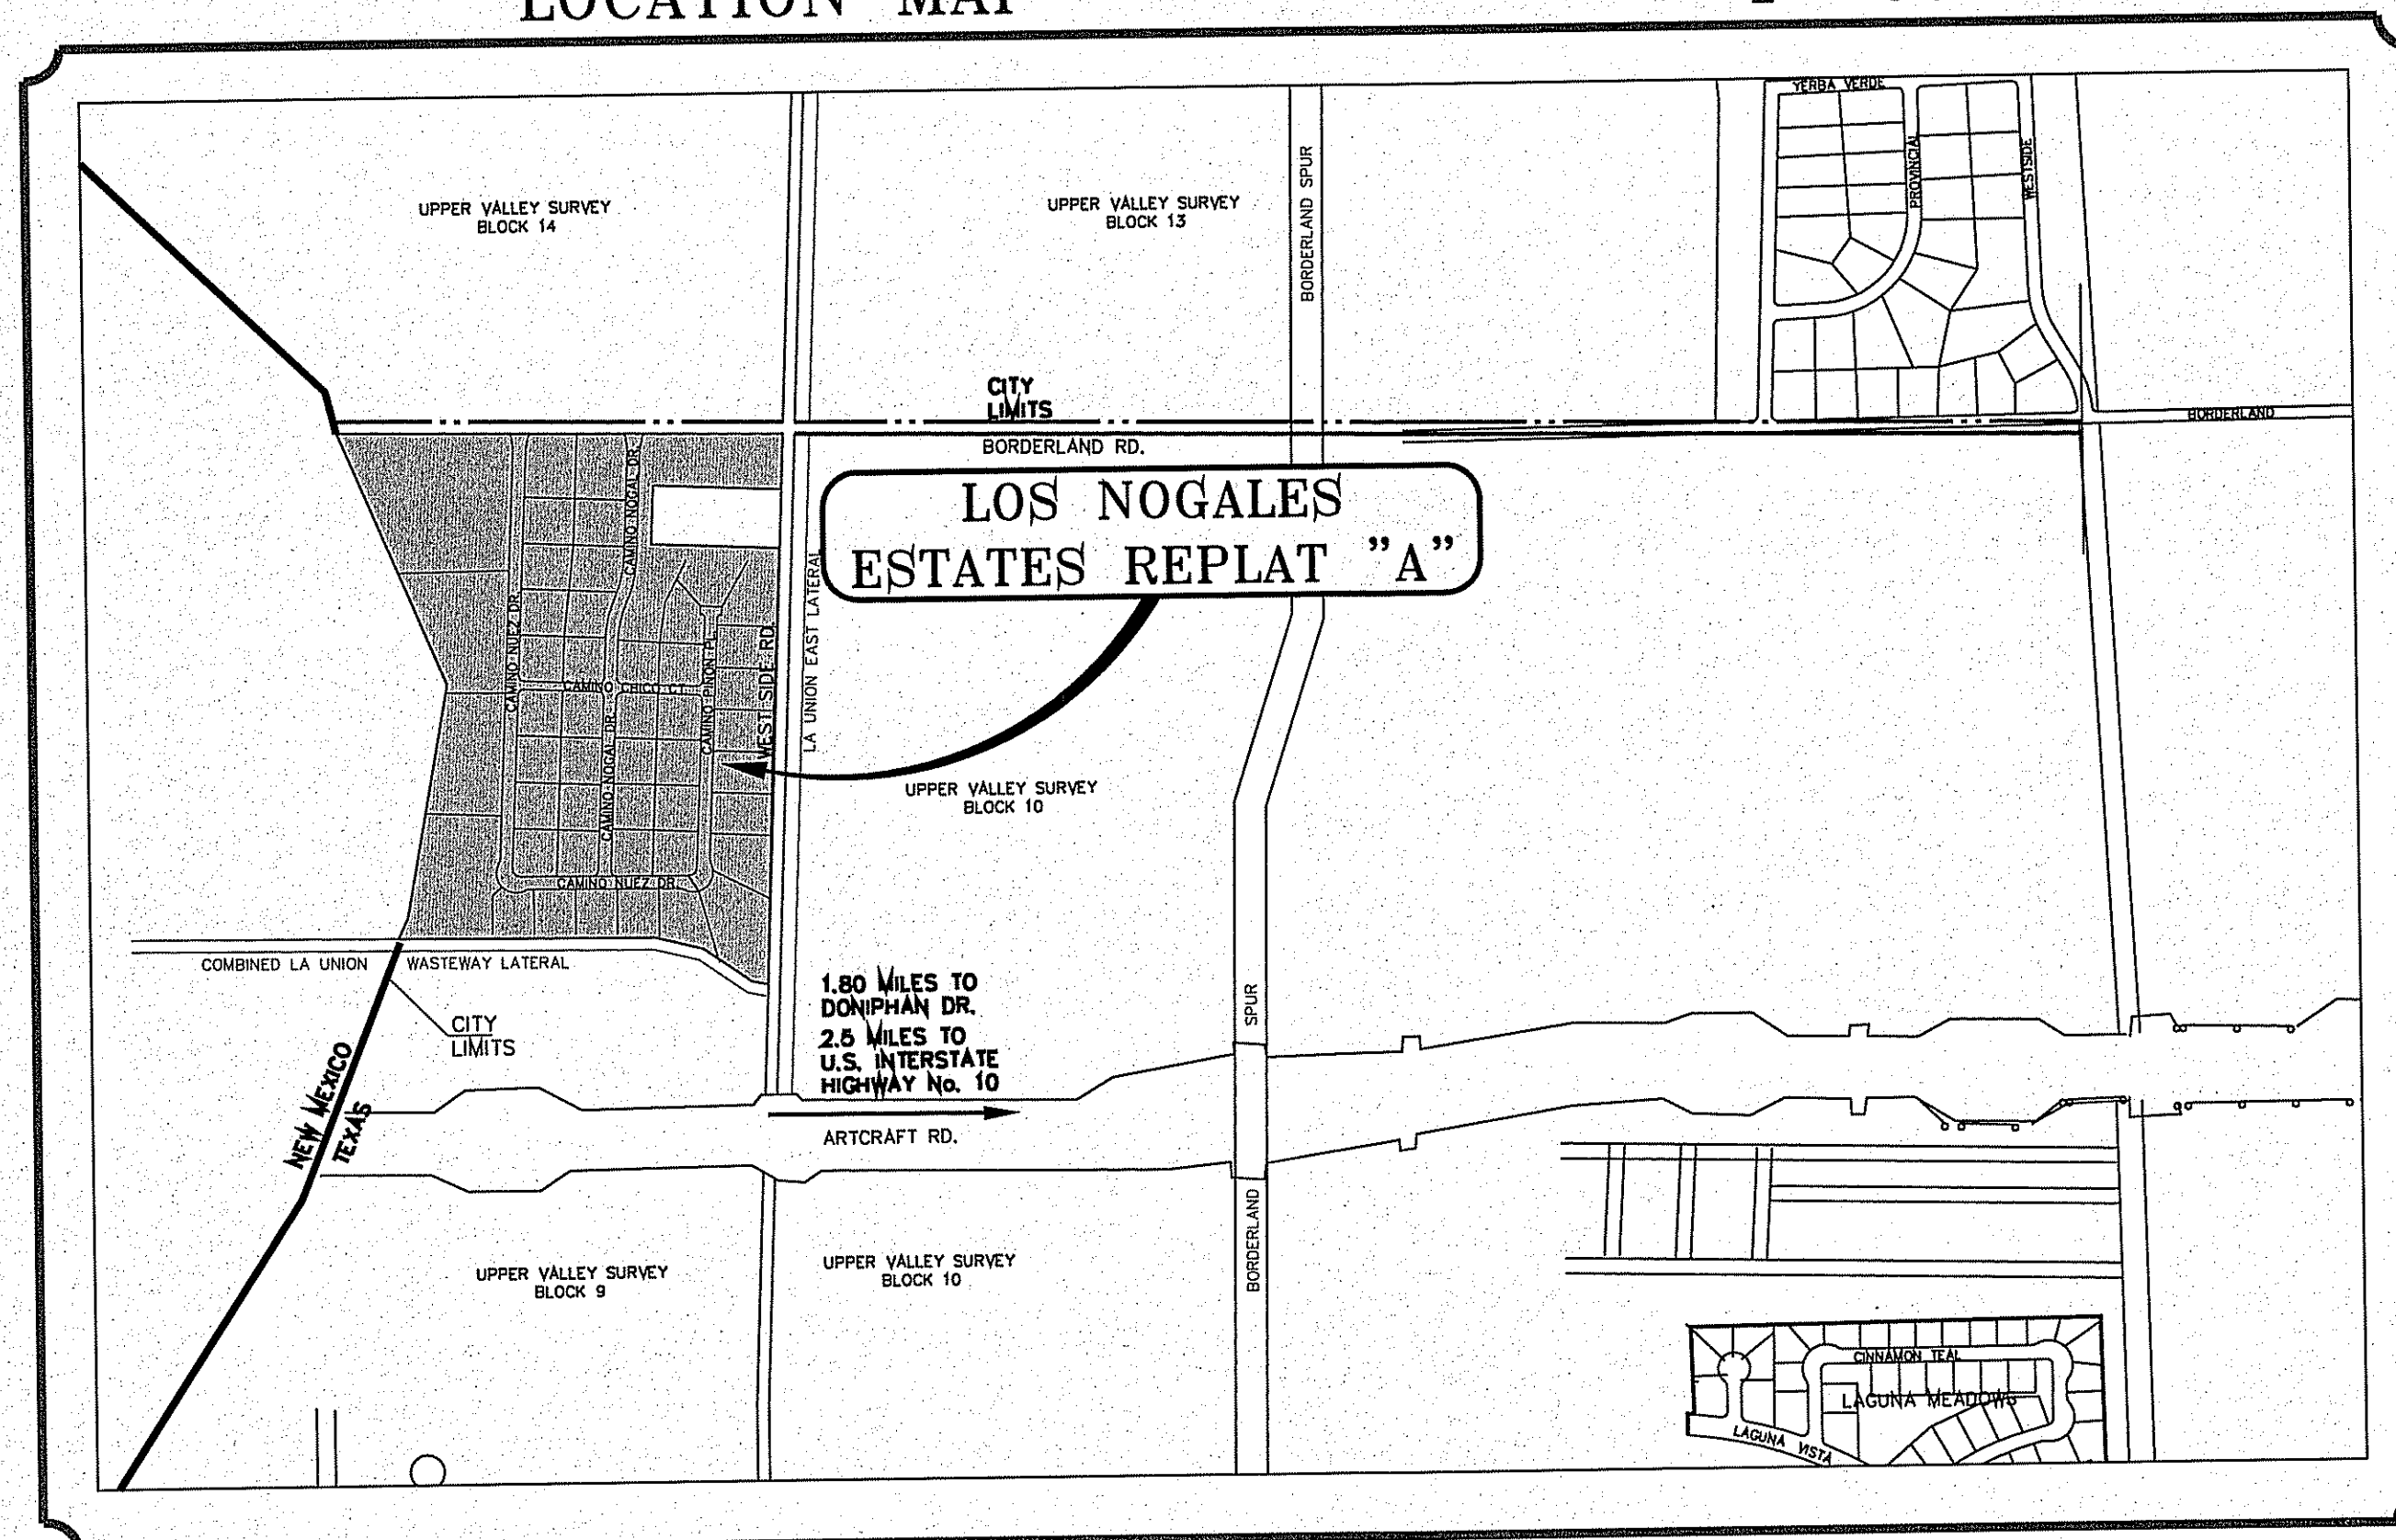 LOCATION MAP
YERBA VERDE
PROVINCIAL
WESTSIDE
BORDERLAND SPUR
UPPER VALLEY SURVEY
BLOCK 14
UPPER VALLEY SURVEY
BLOCK 13
CITY
LIMITS
BORDERLAND
BORDERLAND RD.
LOS NOGALES
ESTATES REPLAT "A"
CAMINO NOGAL DR.
CAMINO NUEZ DR.
LA UNION EAST LATERAL
WEST SIDE RD.
CAMINO PINON PL.
CAMINO CHICO CT.
CAMINO NOGAL DR.
UPPER VALLEY SURVEY
BLOCK 10
CAMINO NUEZ DR.
COMBINED LA UNION WASTEWAY LATERAL
1.80 MILES TO
DONIPHAN DR.
2.5 MILES TO
U.S. INTERSTATE
HIGHWAY No. 10
SPUR
CITY
LIMITS
NEW MEXICO
TEXAS
ARTCRAFT RD.
BORDERLAND
UPPER VALLEY SURVEY
BLOCK 9
UPPER VALLEY SURVEY
BLOCK 10
CINNAMON TEAL
LAGUNA MEADOWS
LAGUNA VISTA